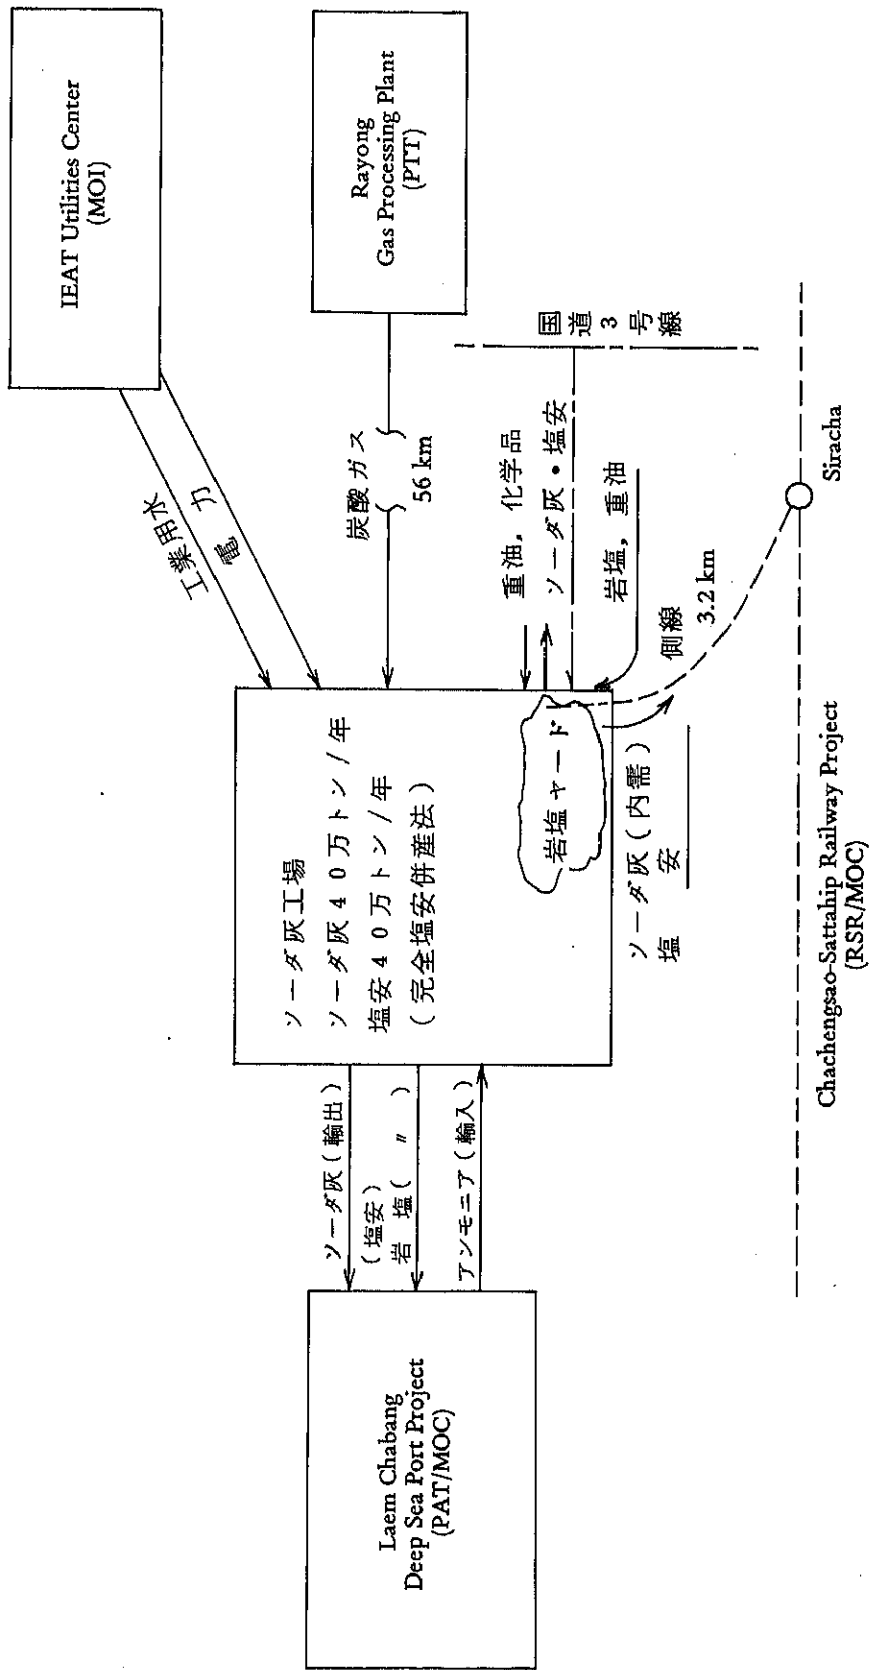 IEAT Utilities Center
(MOI)
Rayong
Gas Processing Plant
(PTT)
工業用水
電力
炭酸ガス
56 km
国道3号線
重油，化学品
ソーダ灰・塩安
岩塩，重油
側線
3.2 km
Siracha
ソーダ灰工場
ソーダ灰40万トン/年
塩安40万トン/年
（完全塩安併産法）
岩塩ヤード
ソーダ灰（内需）
塩安
Chachengsao-Sattahip Railway Project
(RSR/MOC)
ソーダ灰（輸出）
（塩安）
岩塩（ 〃 ）
アンモニア（輸入）
Laem Chabang
Deep Sea Port Project
(PAT/MOC)